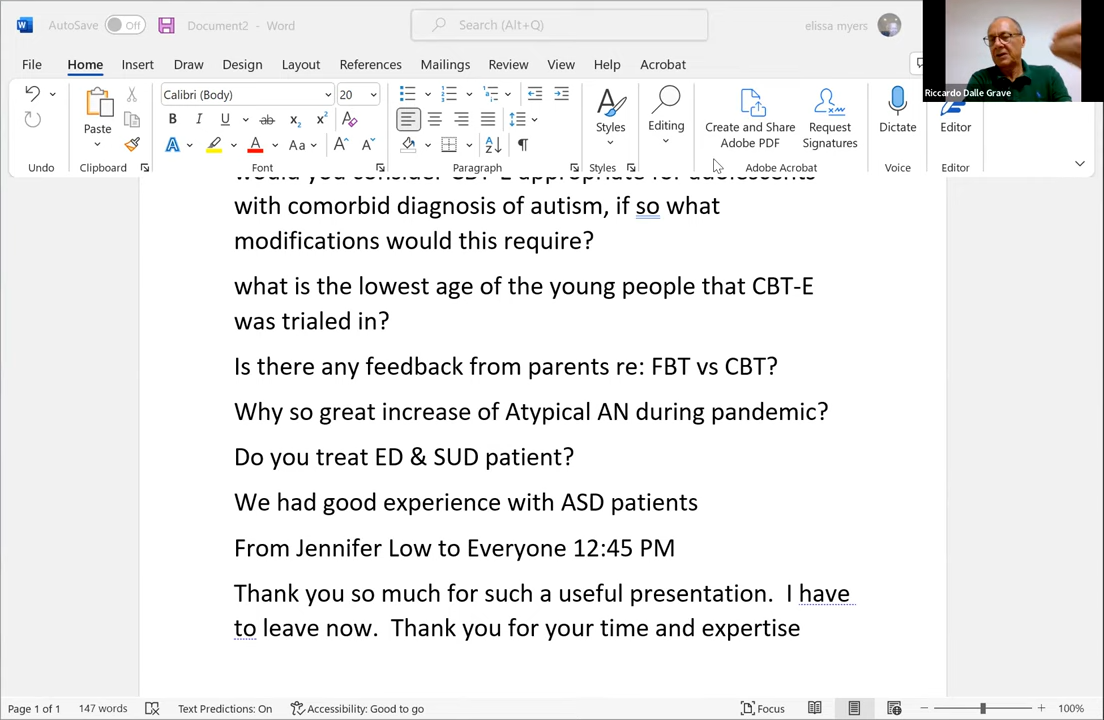 AutoSave Off Document2 - Word Search (Alt+Q) elissa myers
File Home Insert Draw Design Layout References Mailings Review View Help Acrobat
Riccardo Dalle Grave
Calibri (Body) 20
Paste Styles Editing Create and Share Adobe PDF Request Signatures Dictate Editor
Undo Clipboard Font Paragraph Styles Adobe Acrobat Voice Editor
would you consider CBT-E appropriate for adolescents
with comorbid diagnosis of autism, if so what
modifications would this require?
what is the lowest age of the young people that CBT-E
was trialed in?
Is there any feedback from parents re: FBT vs CBT?
Why so great increase of Atypical AN during pandemic?
Do you treat ED & SUD patient?
We had good experience with ASD patients
From Jennifer Low to Everyone 12:45 PM
Thank you so much for such a useful presentation.  I have
to leave now.  Thank you for your time and expertise
Page 1 of 1 147 words Text Predictions: On Accessibility: Good to go Focus 100%